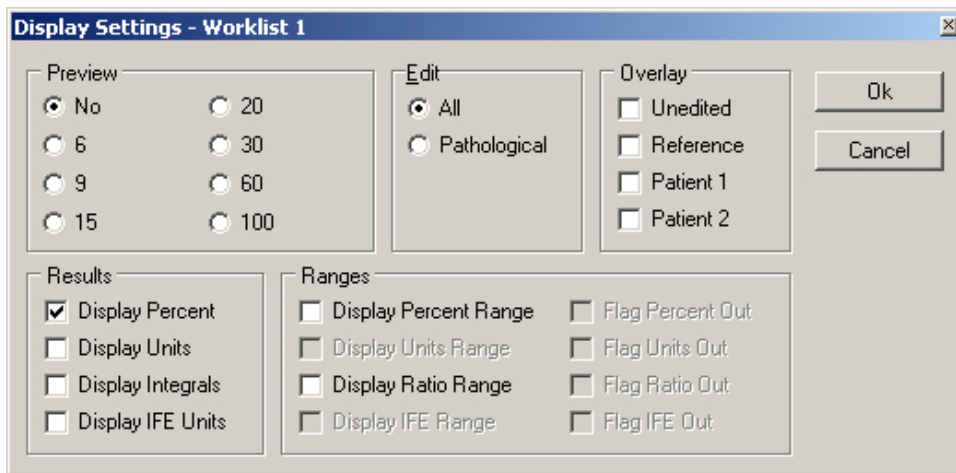 Display Settings - Worklist 1
Preview
No
20
6
30
9
60
15
100
Edit
All
Pathological
Overlay
Unedited
Reference
Patient 1
Patient 2
Ok
Cancel
Results
Display Percent
Display Units
Display Integrals
Display IFE Units
Ranges
Display Percent Range
Flag Percent Out
Display Units Range
Flag Units Out
Display Ratio Range
Flag Ratio Out
Display IFE Range
Flag IFE Out